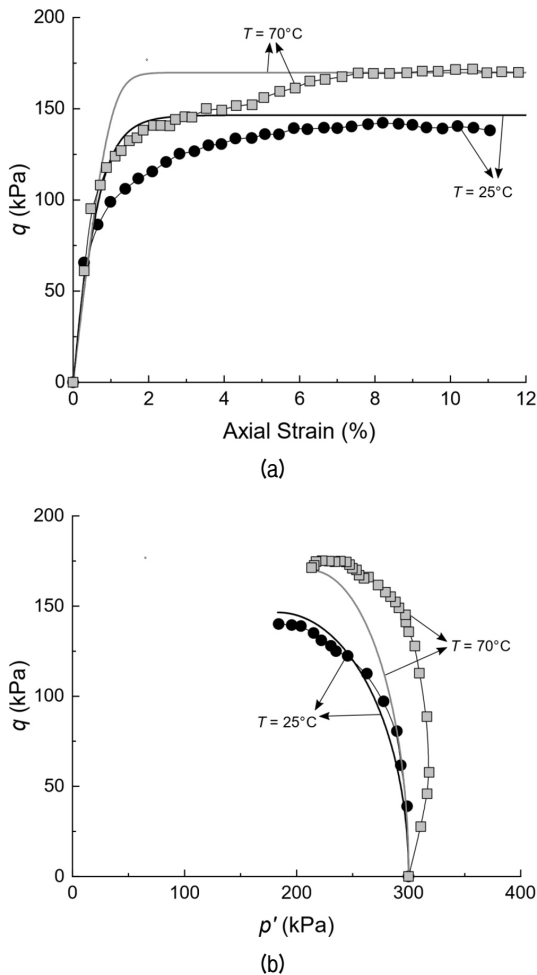 200
T = 70°C
150
q (kPa)
100
T = 25°C
50
0
0 2 4 6 8 10 12
Axial Strain (%)
(a)
200
150
T = 70°C
q (kPa)
100
T = 25°C
50
0
0 100 200 300 400
p′ (kPa)
(b)